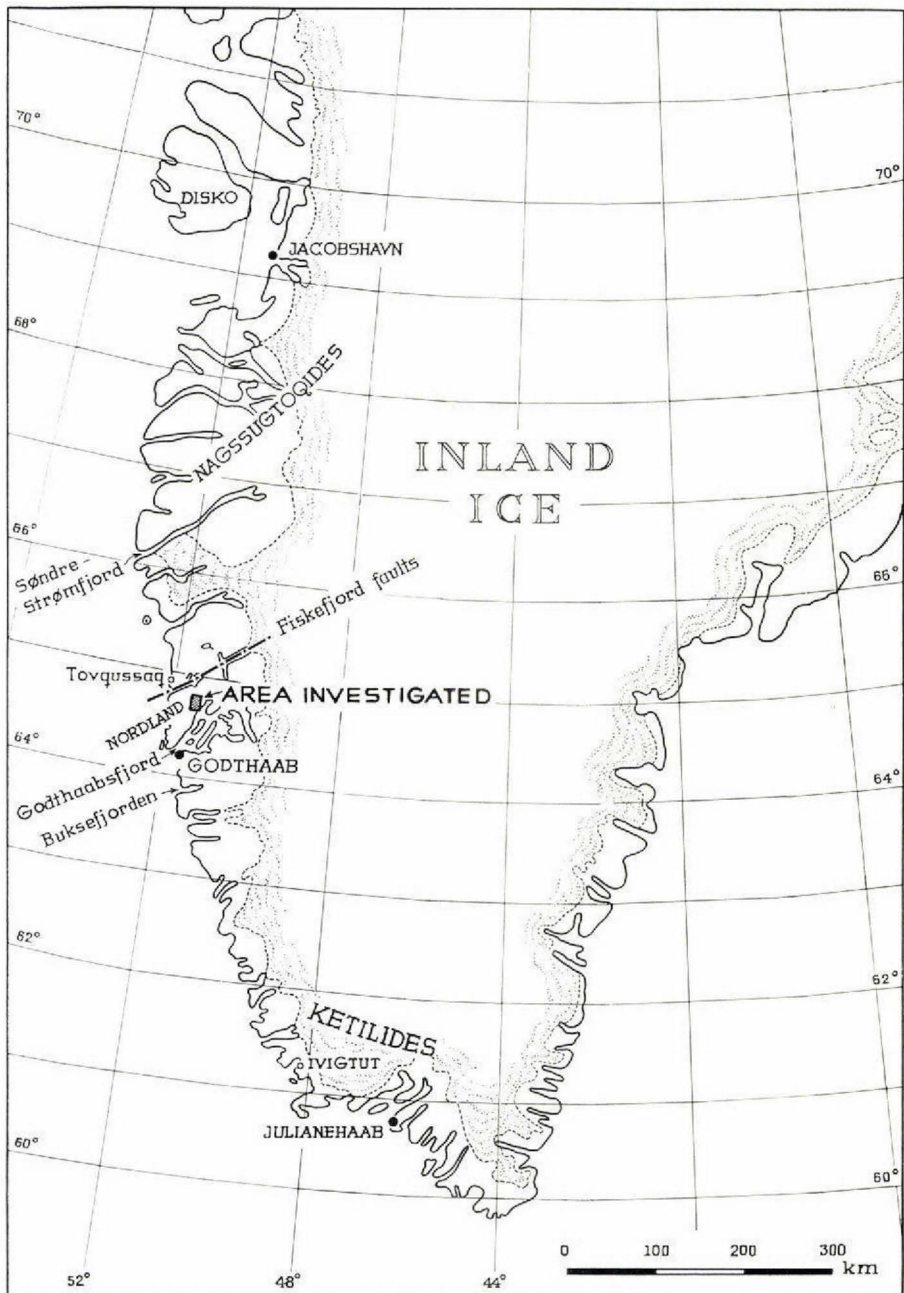 70°
70°
DISKO
JACOBSHAVN
68°
NAGSSUGTOQIDES
INLAND
ICE
66°
66°
Søndre-
Strømfjord
Fiskefjord faults
Tovqussaq
AREA INVESTIGATED
NORDLAND
64°
64°
Godthaabsfjord
GODTHAAB
Buksefjorden
62°
62°
KETILIDES
IVIGTUT
JULIANEHAAB
60°
60°
0 100 200 300
km
52° 48° 44°